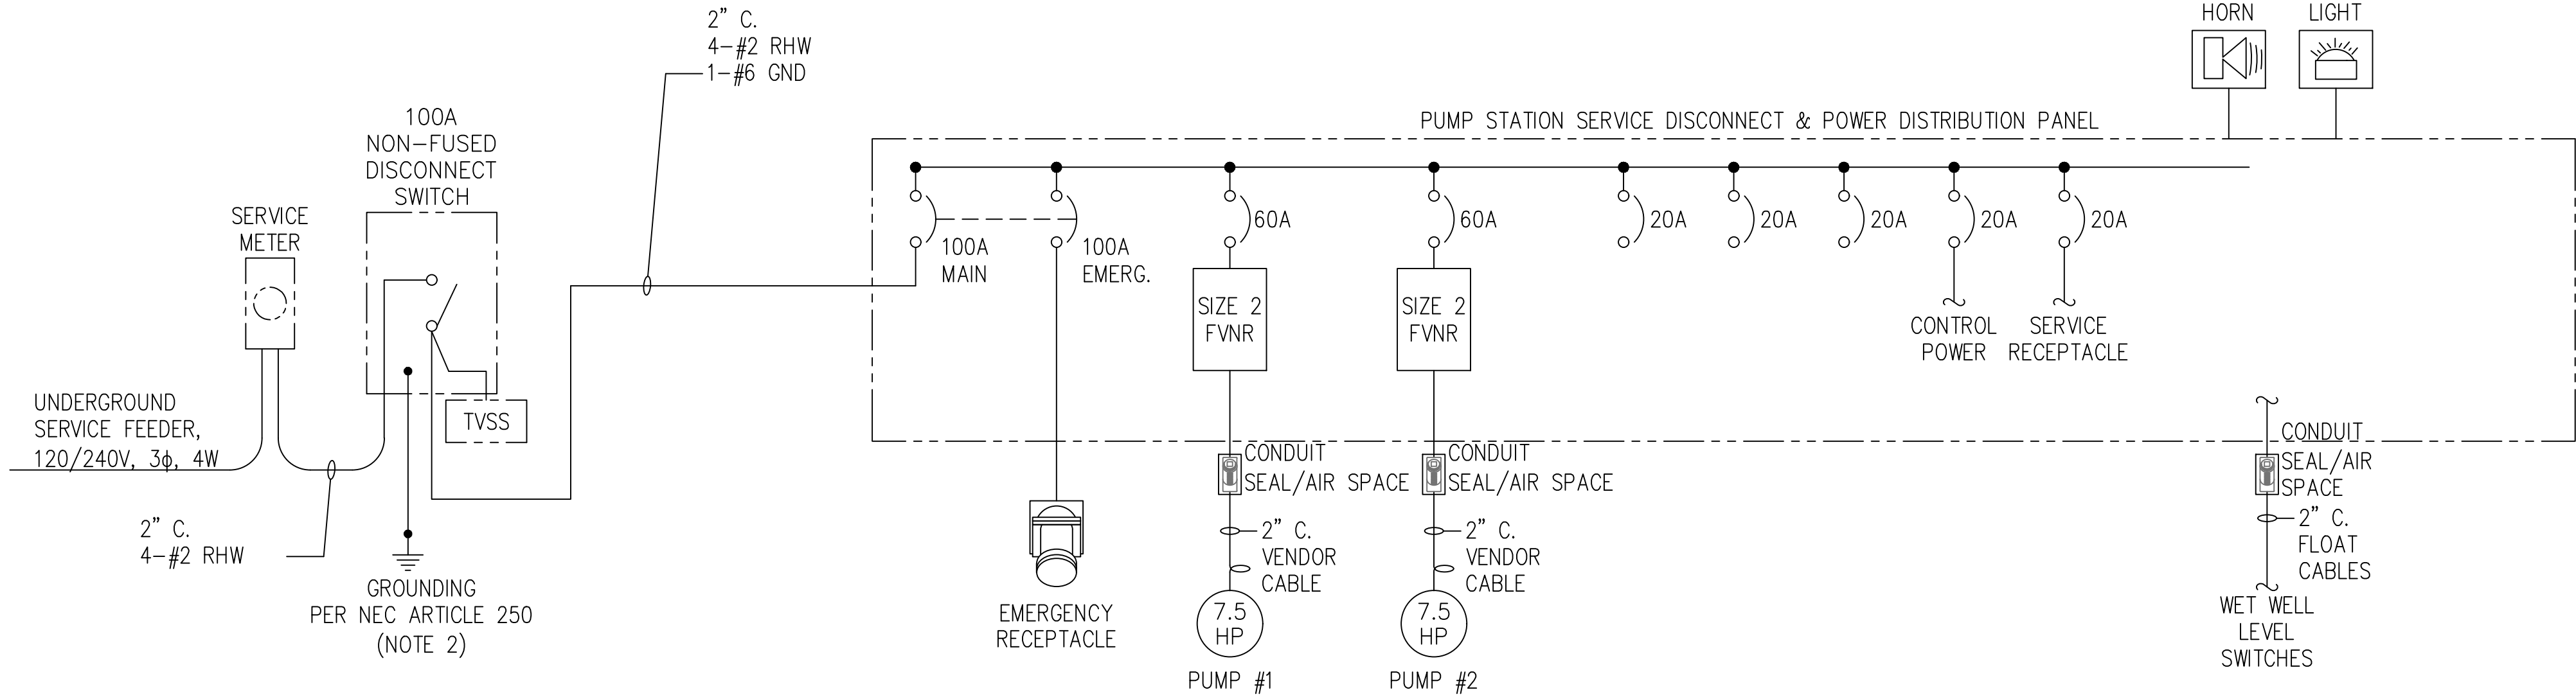 2" C.
4-#2 RHW
1-#6 GND
HORN
LIGHT
100A
NON-FUSED
DISCONNECT
SWITCH
PUMP STATION SERVICE DISCONNECT & POWER DISTRIBUTION PANEL
SERVICE
METER
100A
MAIN
100A
EMERG.
60A
60A
20A
20A
20A
20A
20A
SIZE 2
FVNR
SIZE 2
FVNR
CONTROL
POWER
SERVICE
RECEPTACLE
UNDERGROUND
SERVICE FEEDER,
120/240V, 3ϕ, 4W
TVSS
2" C.
4-#2 RHW
GROUNDING
PER NEC ARTICLE 250
(NOTE 2)
EMERGENCY
RECEPTACLE
CONDUIT
SEAL/AIR SPACE
2" C.
VENDOR
CABLE
7.5
HP
PUMP #1
CONDUIT
SEAL/AIR SPACE
2" C.
VENDOR
CABLE
7.5
HP
PUMP #2
CONDUIT
SEAL/AIR
SPACE
2" C.
FLOAT
CABLES
WET WELL
LEVEL
SWITCHES